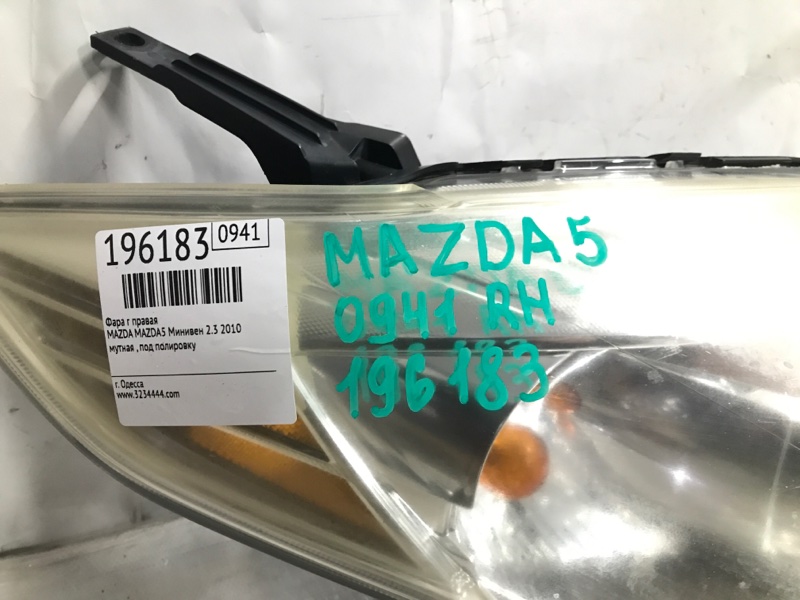 196183 0941
Фара г правая
MAZDA MAZDA5 Минивен 2.3 2010
мутная , под полировку
г. Одесса
www.3234444.com
MAZDA5
0941 RH
196183